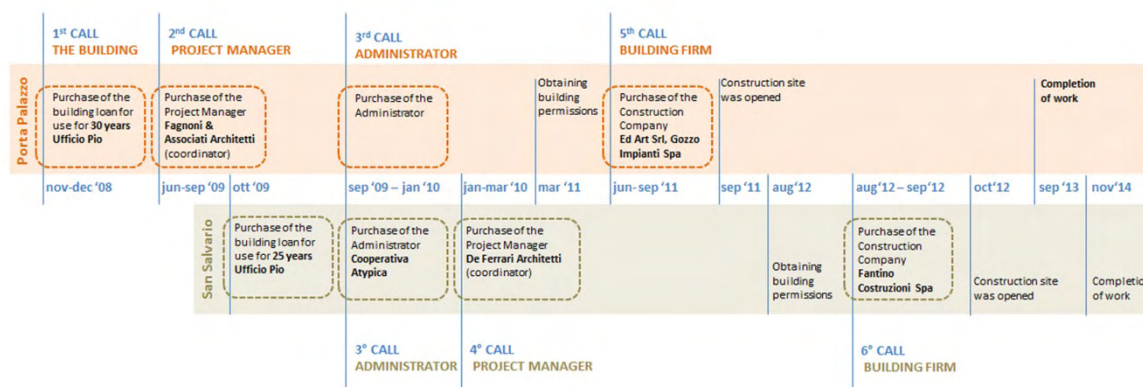 1st CALL
THE BUILDING
2nd CALL
PROJECT MANAGER
3rd CALL
ADMINISTRATOR
5th CALL
BUILDING FIRM
Porta Palazzo
Purchase of the
building loan for
use for 30 years
Ufficio Pio
Purchase of the
Project Manager
Fagnoni &
Associati Architetti
(coordinator)
Purchase of the
Administrator
Obtaining
building
permissions
Purchase of the
Construction
Company
Ed Art Srl, Gozzo
Impianti Spa
Construction site
was opened
Completion
of work
nov-dec '08
jun-sep '09
ott '09
sep '09 – jan '10
jan-mar '10
mar '11
jun- sep '11
sep '11
aug'12
aug'12 – sep'12
oct'12
sep '13
nov'14
San Salvario
Purchase of the
building loan for
use for 25 years
Ufficio Pio
Purchase of the
Administrator
Cooperativa
Atypica
Purchase of the
Project Manager
De Ferrari Architetti
(coordinator)
Obtaining
building
permissions
Purchase of the
Construction
Company
Fantino
Costruzioni Spa
Construction site
was opened
Completion
of work
3° CALL
ADMINISTRATOR
4° CALL
PROJECT MANAGER
6° CALL
BUILDING FIRM